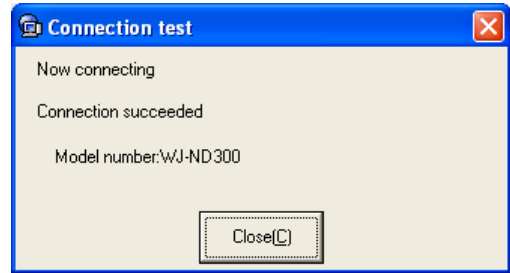 Connection test
Now connecting
Connection succeeded
Model number:WJ-ND300
Close(C)